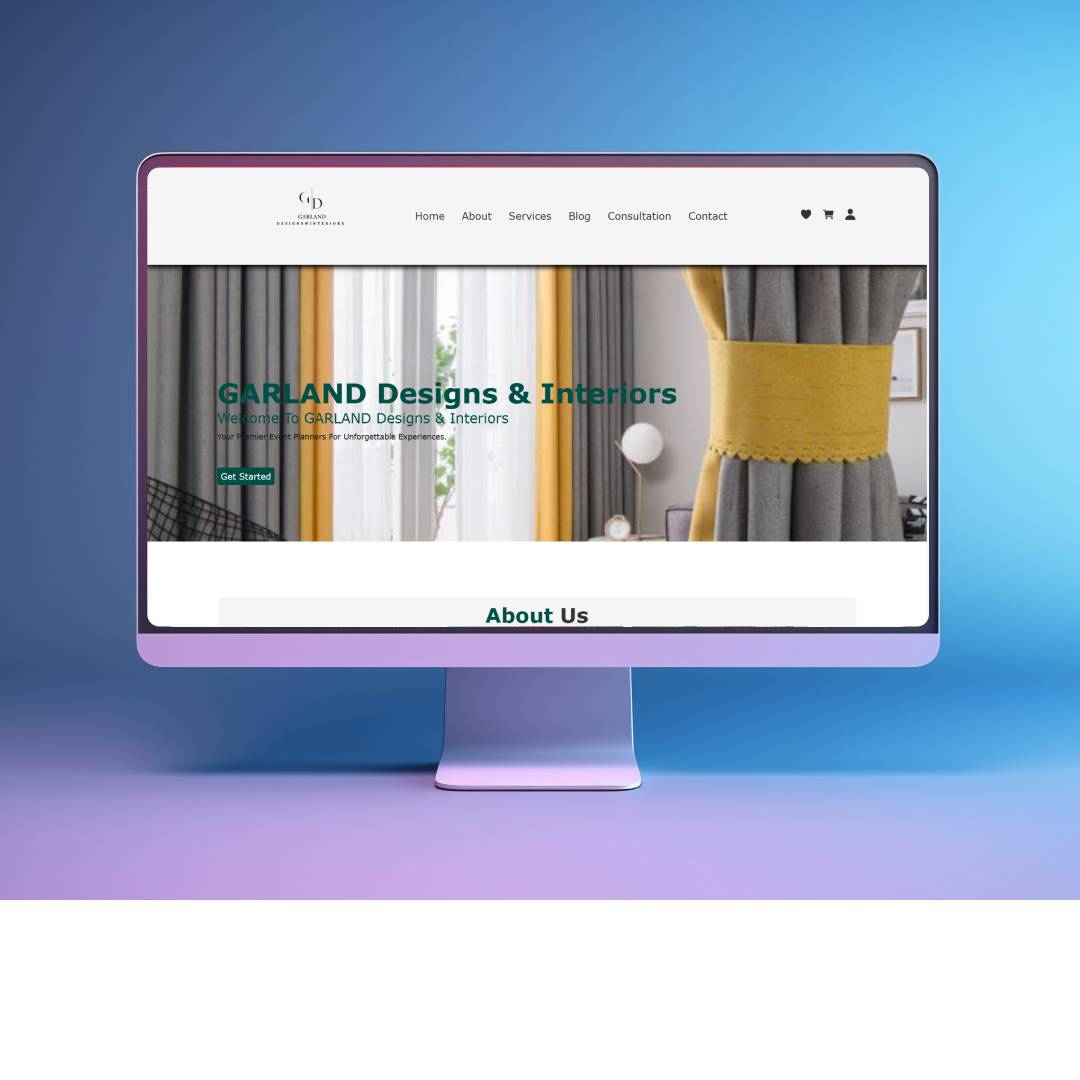 GD
GARLAND
DESIGNS&INTERIORS
Home About Services Blog Consultation Contact
GARLAND Designs & Interiors
Welcome To GARLAND Designs & Interiors
Your Premier Event Planners For Unforgettable Experiences.
Get Started
About Us